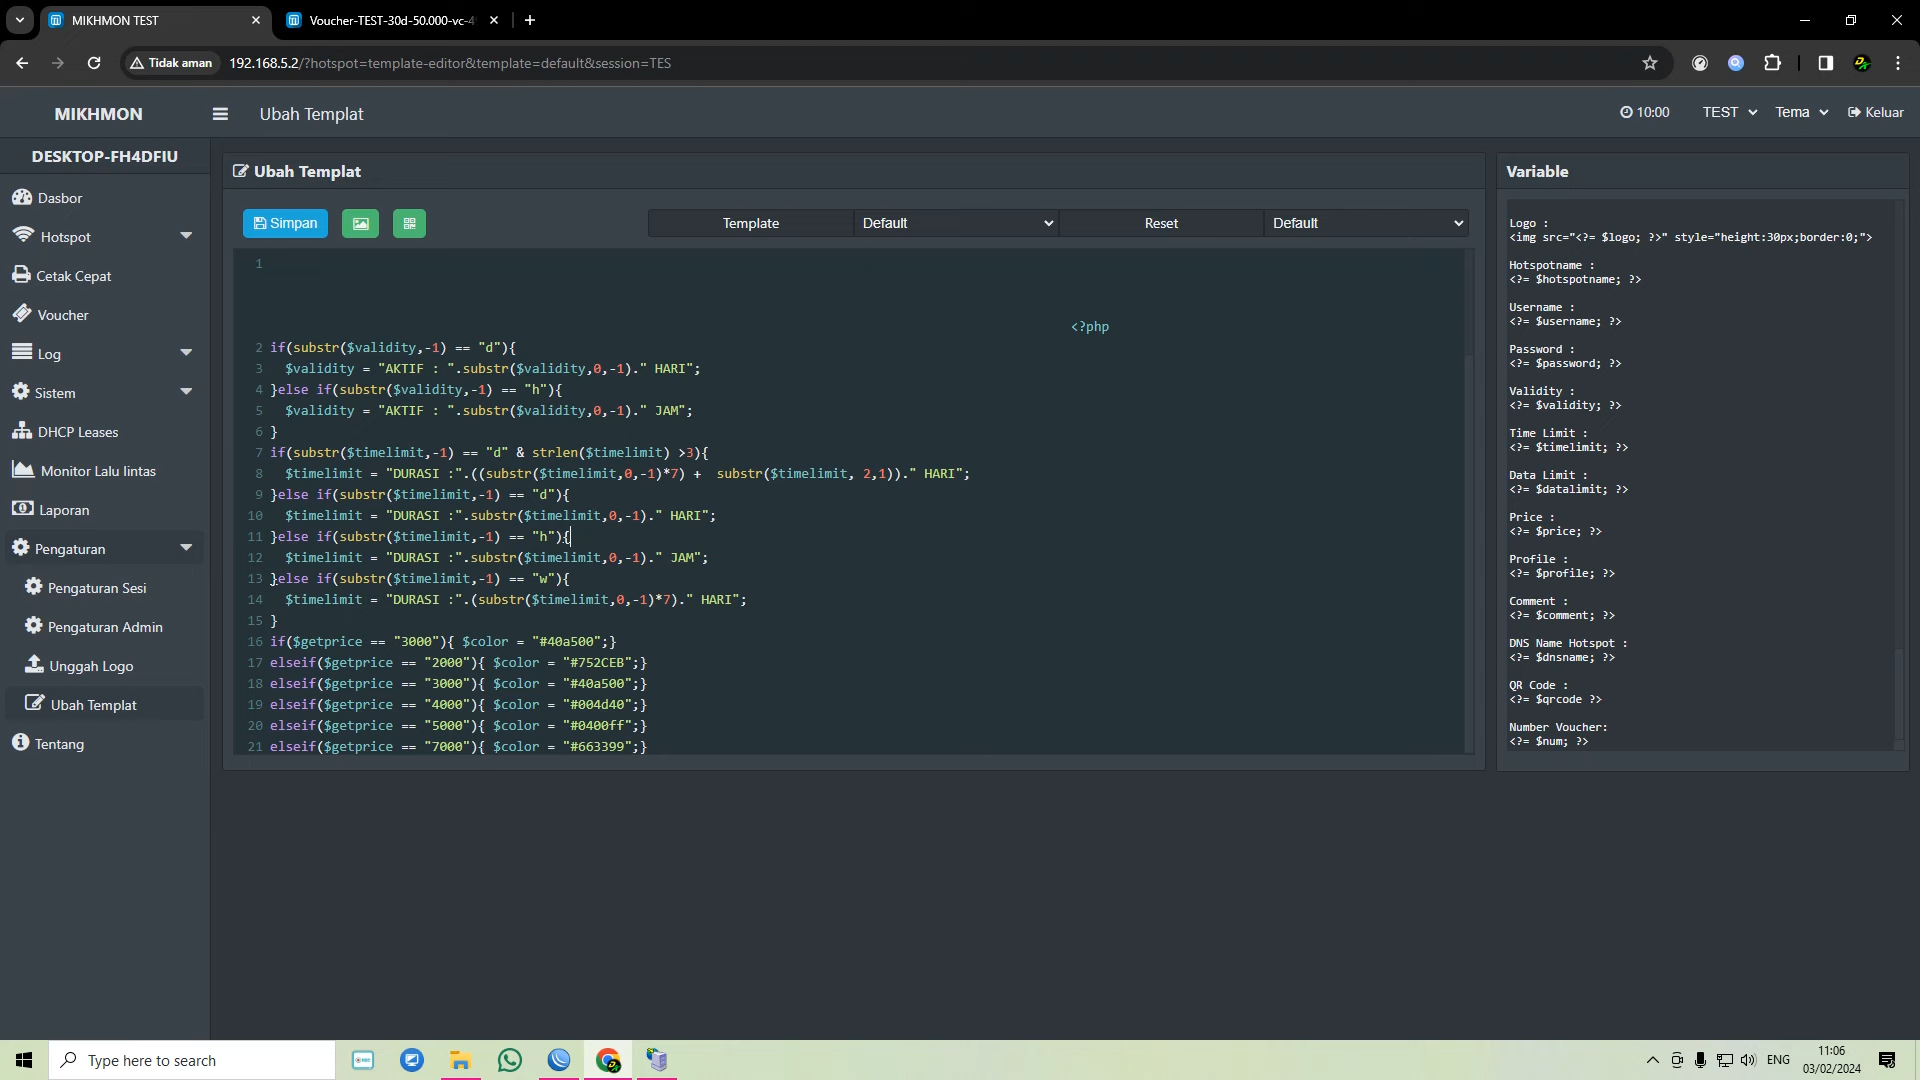 MIKHMON TEST
Voucher-TEST-30d-50.000-vc-4
Tidak aman
192.168.5.2/?hotspot=template-editor&template=default&session=TES
MIKHMON
Ubah Templat
10:00
TEST
Tema
Keluar
DESKTOP-FH4DFIU
Dasbor
Hotspot
Cetak Cepat
Voucher
Log
Sistem
DHCP Leases
Monitor Lalu lintas
Laporan
Pengaturan
Pengaturan Sesi
Pengaturan Admin
Unggah Logo
Ubah Templat
Tentang
Ubah Templat
Simpan
Template
Default
Reset
Default
1 <?php
2 if(substr($validity,-1) == "d"){
3 $validity = "AKTIF : ".substr($validity,0,-1)." HARI";
4 }else if(substr($validity,-1) == "h"){
5 $validity = "AKTIF : ".substr($validity,0,-1)." JAM";
6 }
7 if(substr($timelimit,-1) == "d" & strlen($timelimit) >3){
8 $timelimit = "DURASI :".((substr($timelimit,0,-1)*7) +  substr($timelimit, 2,1))." HARI";
9 }else if(substr($timelimit,-1) == "d"){
10 $timelimit = "DURASI :".substr($timelimit,0,-1)." HARI";
11 }else if(substr($timelimit,-1) == "h"){
12 $timelimit = "DURASI :".substr($timelimit,0,-1)." JAM";
13 }else if(substr($timelimit,-1) == "w"){
14 $timelimit = "DURASI :".(substr($timelimit,0,-1)*7)." HARI";
15 }
16 if($getprice == "3000"){ $color = "#40a500";}
17 elseif($getprice == "2000"){ $color = "#752CEB";}
18 elseif($getprice == "3000"){ $color = "#40a500";}
19 elseif($getprice == "4000"){ $color = "#004d40";}
20 elseif($getprice == "5000"){ $color = "#0400ff";}
21 elseif($getprice == "7000"){ $color = "#663399";}
Variable
Logo :
<img src="<?= $logo; ?>" style="height:30px;border:0;">
Hotspotname :
<?= $hotspotname; ?>
Username :
<?= $username; ?>
Password :
<?= $password; ?>
Validity :
<?= $validity; ?>
Time Limit :
<?= $timelimit; ?>
Data Limit :
<?= $datalimit; ?>
Price :
<?= $price; ?>
Profile :
<?= $profile; ?>
Comment :
<?= $comment; ?>
DNS Name Hotspot :
<?= $dnsname; ?>
QR Code :
<?= $qrcode ?>
Number Voucher:
<?= $num; ?>
Type here to search
ENG
11:06
03/02/2024